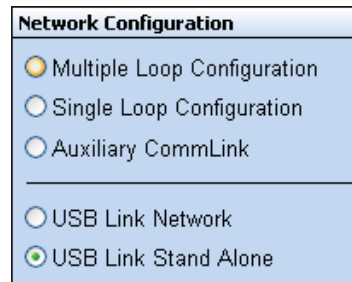 Network Configuration
Multiple Loop Configuration
Single Loop Configuration
Auxiliary CommLink
USB Link Network
USB Link Stand Alone